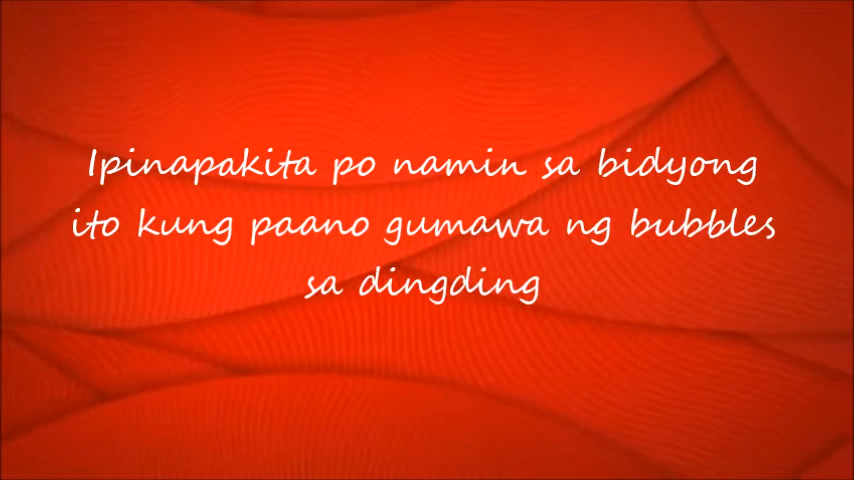 Ipinapakita po namin sa bidyong
ito kung paano gumawa ng bubbles
sa dingding